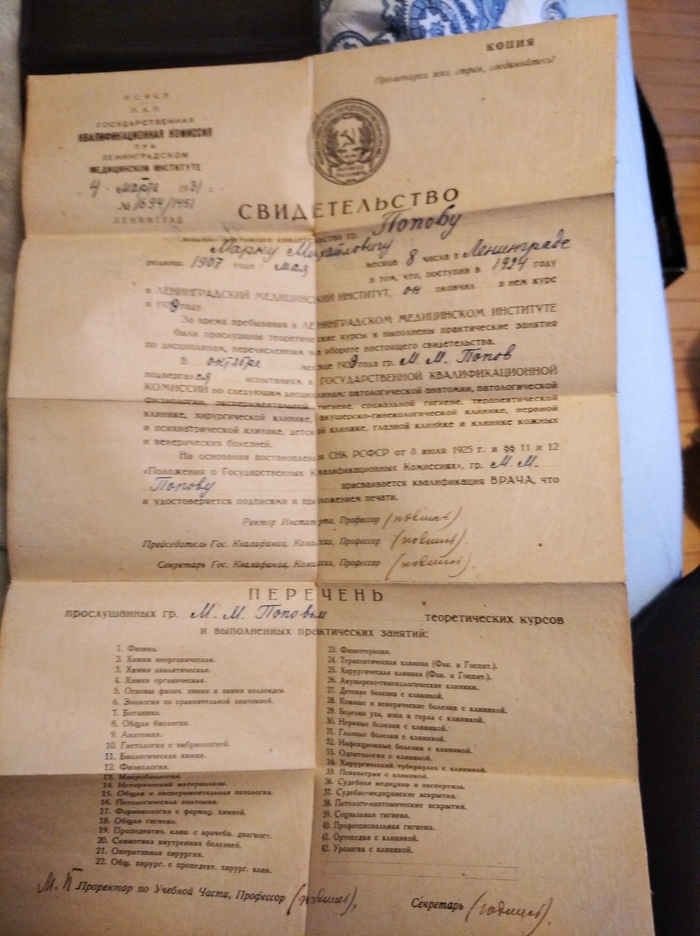 КОПИЯ
Пролетарии всех стран, соединяйтесь!
Р.С.Ф.С.Р.
Н.К.П.
ГОСУДАРСТВЕННАЯ
КВАЛИФИКАЦИОННАЯ КОМИССИЯ
ПРИ
ЛЕНИНГРАДСКОМ
МЕДИЦИНСКОМ ИНСТИТУТЕ
4 марта 1931 г.
№ 1694/1451
ЛЕНИНГРАД
СВИДЕТЕЛЬСТВО
свидетельство гр. Попову
Марку Михайловичу
1907 года мая месяца 8 числа в Ленинграде
в том, что, поступив в 1924 году
в ЛЕНИНГРАДСКИЙ МЕДИЦИНСКИЙ ИНСТИТУТ, он окончил в нем курс
в 1929 году.
За время пребывания в ЛЕНИНГРАДСКОМ МЕДИЦИНСКОМ ИНСТИТУТЕ
были прослушаны теоретические курсы и выполнены практические занятия
по дисциплинам, перечисленным на обороте настоящего свидетельства.
В октябре месяце 1929 года гр. М. М. Попов
подвергался испытаниям в ГОСУДАРСТВЕННОЙ КВАЛИФИКАЦИОННОЙ
КОМИССИИ по следующим дисциплинам: патологической анатомии, патологической
физиологии, экспериментальной гигиене, социальной гигиене, терапевтической
клинике, хирургической клинике, акушерско-гинекологической клинике, нервной
и психиатрической клинике, детской клинике, глазной клинике и клинике кожных
и венерических болезней.
На основании постановления СНК РСФСР от 8 июля 1925 г. и §§ 11 и 12
«Положения о Государственных Квалификационных Комиссиях», гр. М. М.
Попову присваивается квалификация ВРАЧА, что
и удостоверяется подписями и приложением печати.
Ректор Института, Профессор (подпись).
Председатель Гос. Квалификац. Комиссии, Профессор (подпись).
Секретарь Гос. Квалификац. Комиссии, Профессор (подпись).
ПЕРЕЧЕНЬ
прослушанных гр. М. М. Поповым теоретических курсов
и выполненных практических занятий:
1. Физика.
2. Химия неорганическая.
3. Химия аналитическая.
4. Химия органическая.
5. Основы физич. химии и химия коллоидов.
6. Зоология со сравнительной анатомией.
7. Ботаника.
8. Общая биология.
9. Анатомия.
10. Гистология с эмбриологией.
11. Биологическая химия.
12. Физиология.
13. Микробиология.
14. Исторический материализм.
15. Общая и экспериментальная патология.
16. Патологическая анатомия.
17. Фармакология с фармац. химией.
18. Общая гигиена.
19. Пропедевтич. клин. с врачебн. диагност.
20. Семиотика внутренних болезней.
21. Оперативная хирургия.
22. Общ. хирург. с пропедевт. хирург. клин.
23. Физиотерапия.
24. Терапевтическая клиника (Фак. и Госпит.).
25. Хирургическая клиника (Фак. и Госпит.).
26. Акушерско-гинекологические клиники.
27. Детские болезни с клиникой.
28. Кожные и венерические болезни с клиникой.
29. Болезни уха, носа и горла с клиникой.
30. Нервные болезни с клиникой.
31. Глазные болезни с клиникой.
32. Инфекционные болезни с клиникой.
33. Одонтология с клиникой.
34. Хирургический туберкулез с клиникой.
35. Психиатрия с клиникой.
36. Судебная медицина и экспертиза.
37. Судебно-медицинские вскрытия.
38. Патолого-анатомические вскрытия.
39. Социальная гигиена.
40. Профессиональная гигиена.
41. Ортопедия с клиникой.
42. Урология с клиникой.
М. П. Проректор по Учебной Части, Профессор (подпись).
Секретарь (подпись).